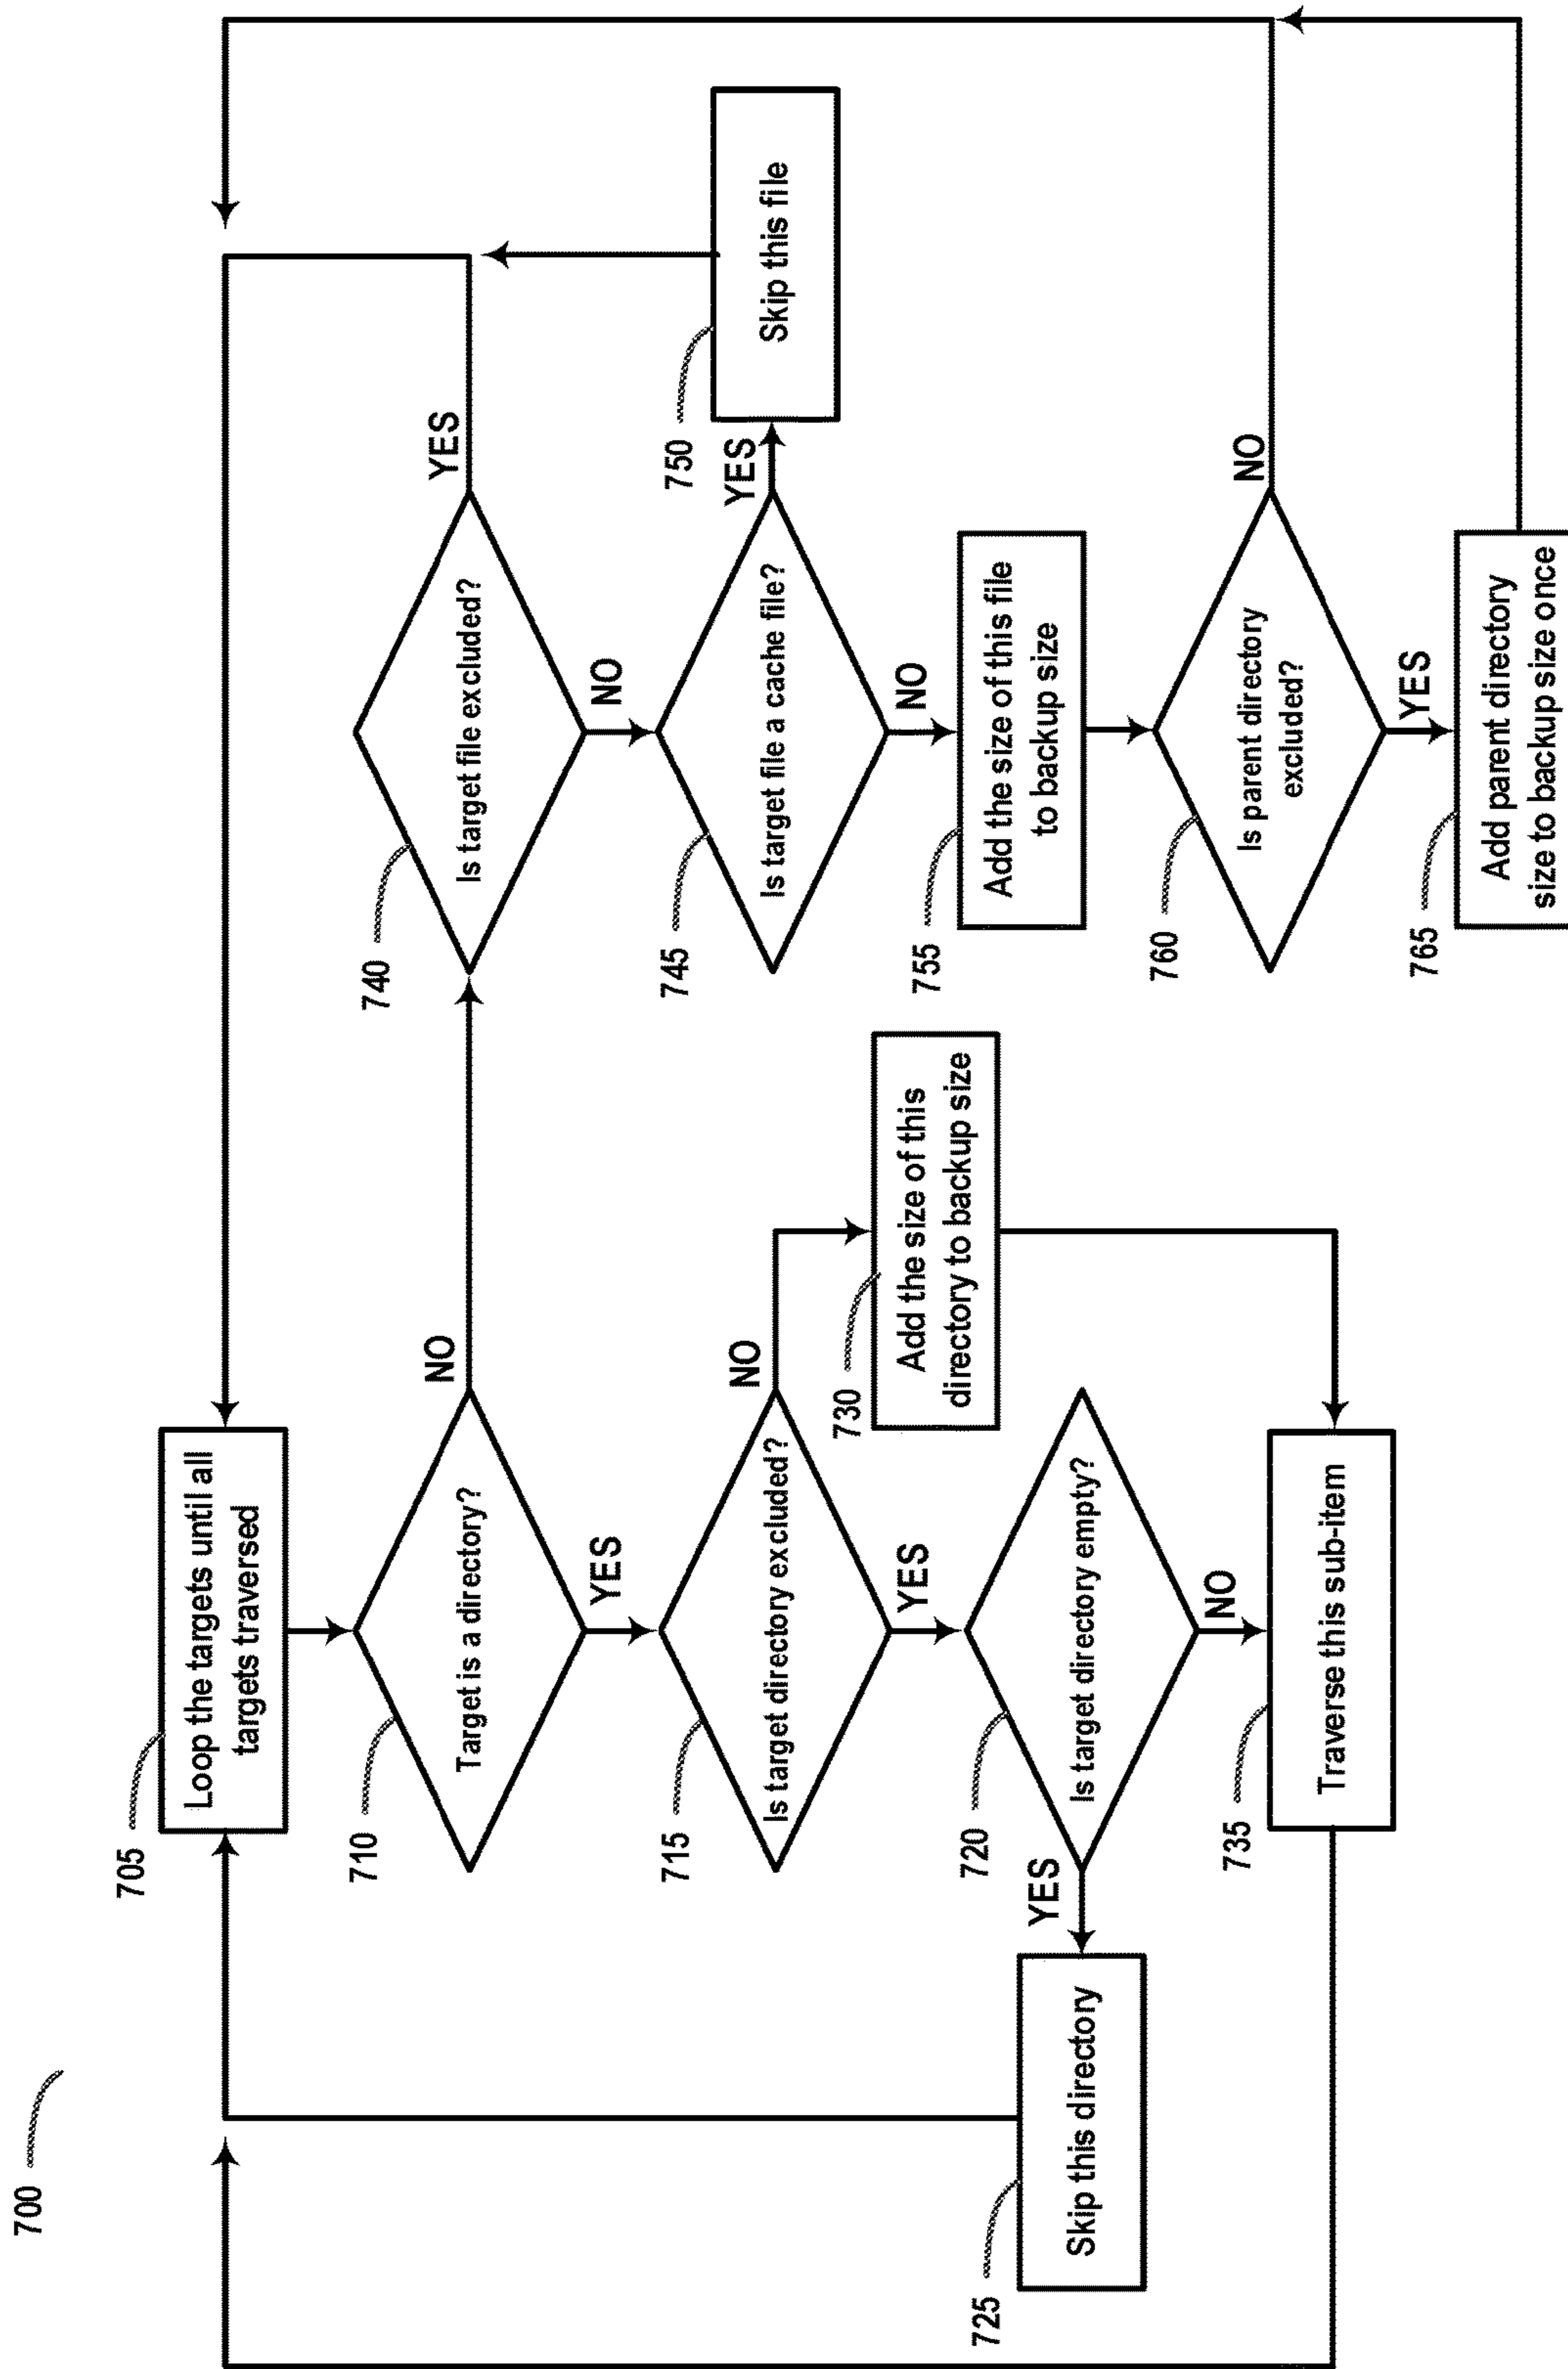 700
705
Loop the targets until all
targets traversed
710
Target is a directory?
NO
YES
715
Is target directory excluded?
NO
YES
730
Add the size of this
directory to backup size
720
Is target directory empty?
YES
NO
725
Skip this directory
735
Traverse this sub-item
740
Is target file excluded?
YES
NO
745
Is target file a cache file?
YES
NO
750
Skip this file
755
Add the size of this file
to backup size
760
Is parent directory
excluded?
NO
YES
765
Add parent directory
size to backup size once